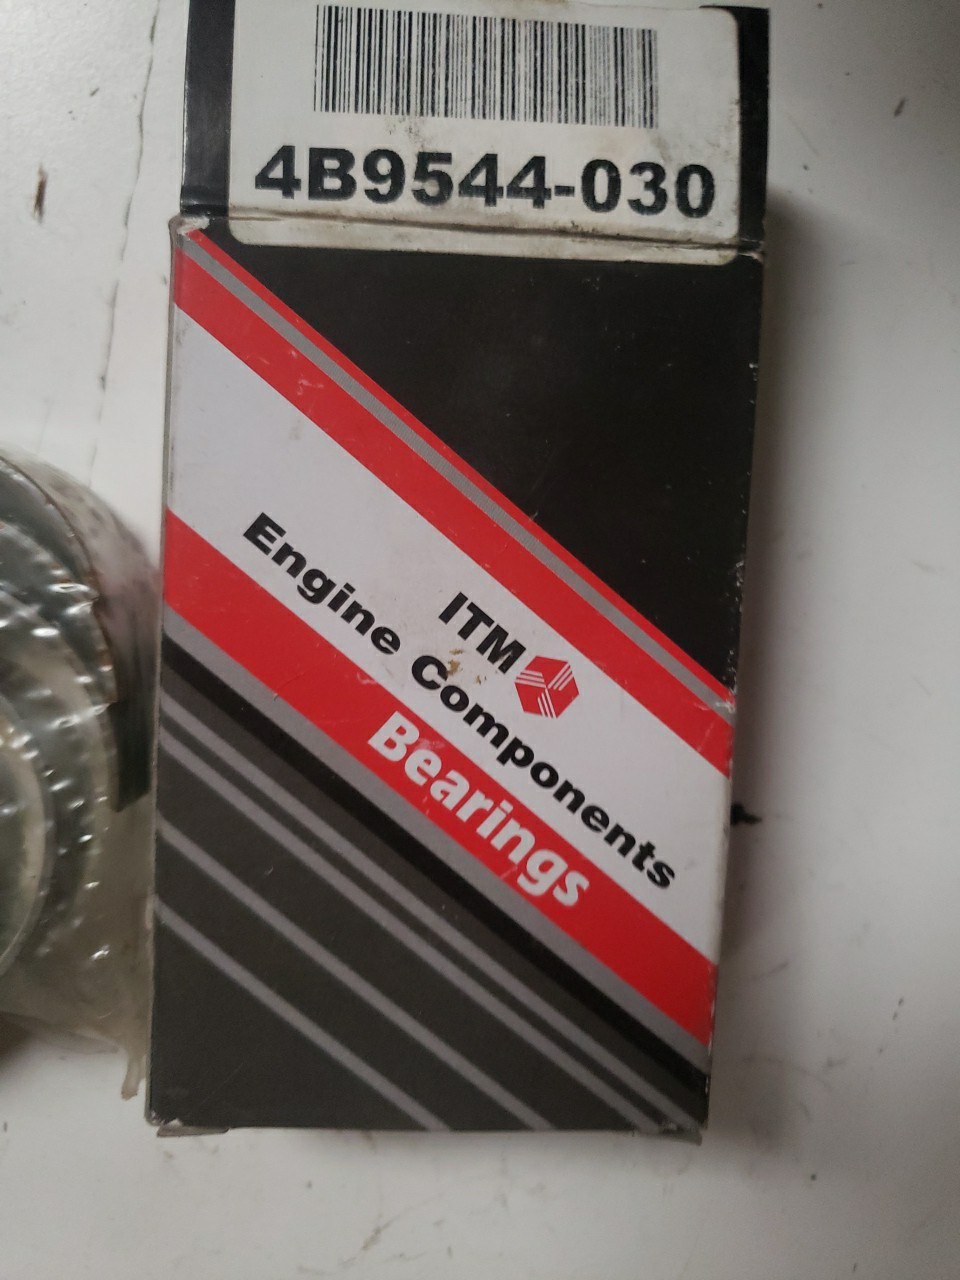 4B9544-030
ITM
Engine Components
Bearings